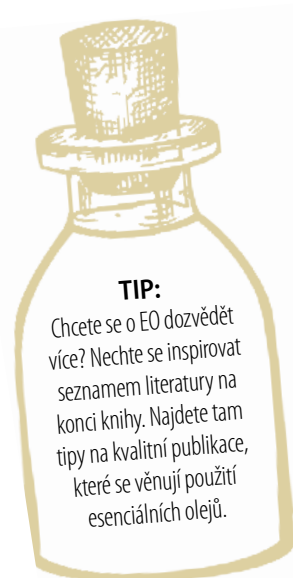 TIP:
Chcete se o EO dozvědět
více? Nechte se inspirovat
seznamem literatury na
konci knihy. Najdete tam
tipy na kvalitní publikace,
které se věnují použití
esenciálních olejů.